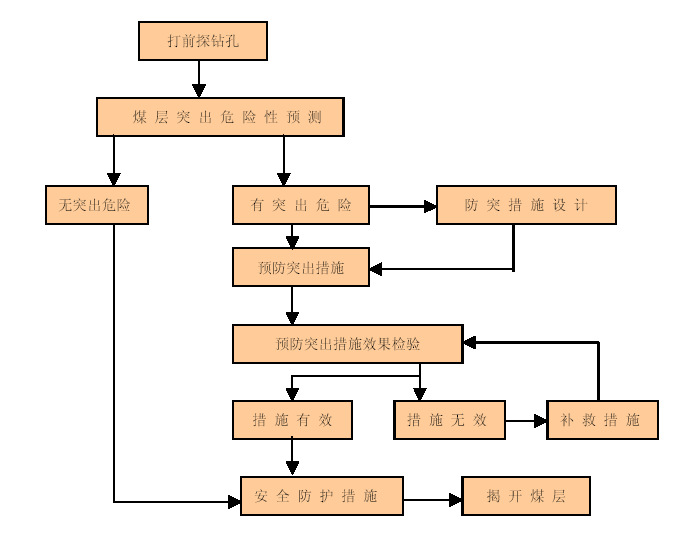 打前探钻孔
煤层突出危险性预测
无突出危险
有突出危险
防突措施设计
预防突出措施
预防突出措施效果检验
措施有效
措施无效
补救措施
安全防护措施
揭开煤层